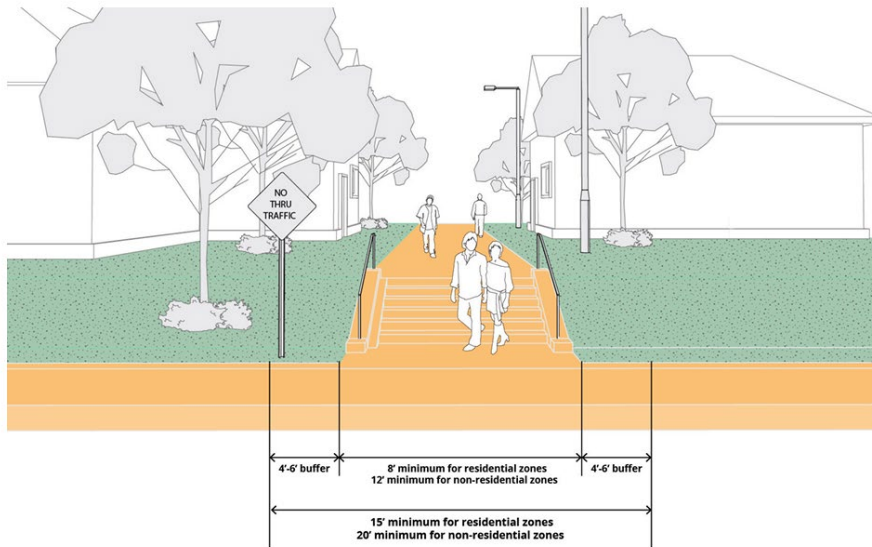 NO
THRU
TRAFFIC
4'-6' buffer
8' minimum for residential zones
12' minimum for non-residential zones
4'-6' buffer
15' minimum for residential zones
20' minimum for non-residential zones